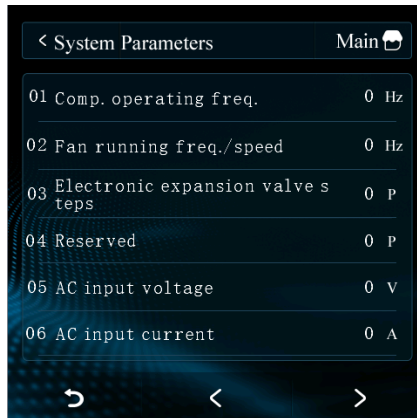 < System Parameters Main
01 Comp. operating freq. 0 Hz
02 Fan running freq./speed 0 Hz
03 Electronic expansion valve s
teps 0 P
04 Reserved 0 P
05 AC input voltage 0 V
06 AC input current 0 A